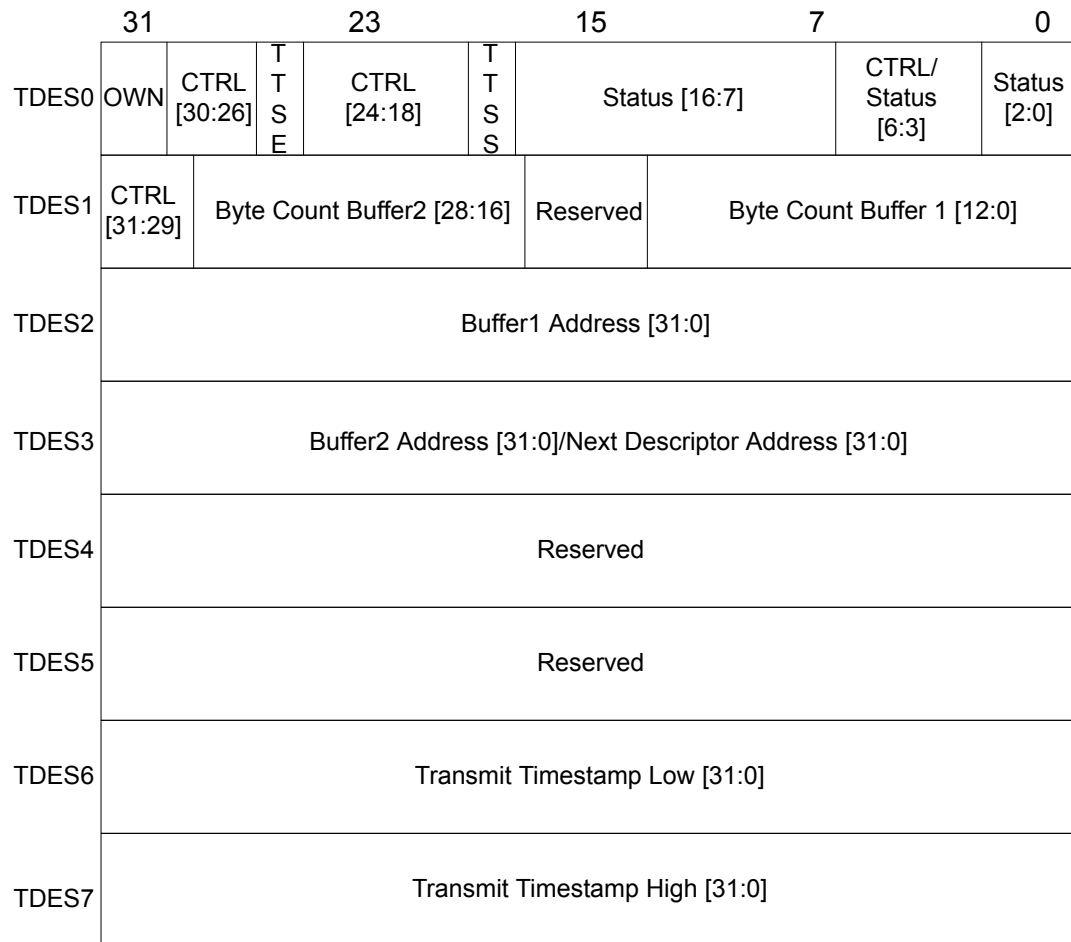 31 23 15 7 0
TDES0 OWN CTRL [30:26] T T S E CTRL [24:18] T T S S Status [16:7] CTRL/ Status [6:3] Status [2:0]
TDES1 CTRL [31:29] Byte Count Buffer2 [28:16] Reserved Byte Count Buffer 1 [12:0]
TDES2 Buffer1 Address [31:0]
TDES3 Buffer2 Address [31:0]/Next Descriptor Address [31:0]
TDES4 Reserved
TDES5 Reserved
TDES6 Transmit Timestamp Low [31:0]
TDES7 Transmit Timestamp High [31:0]